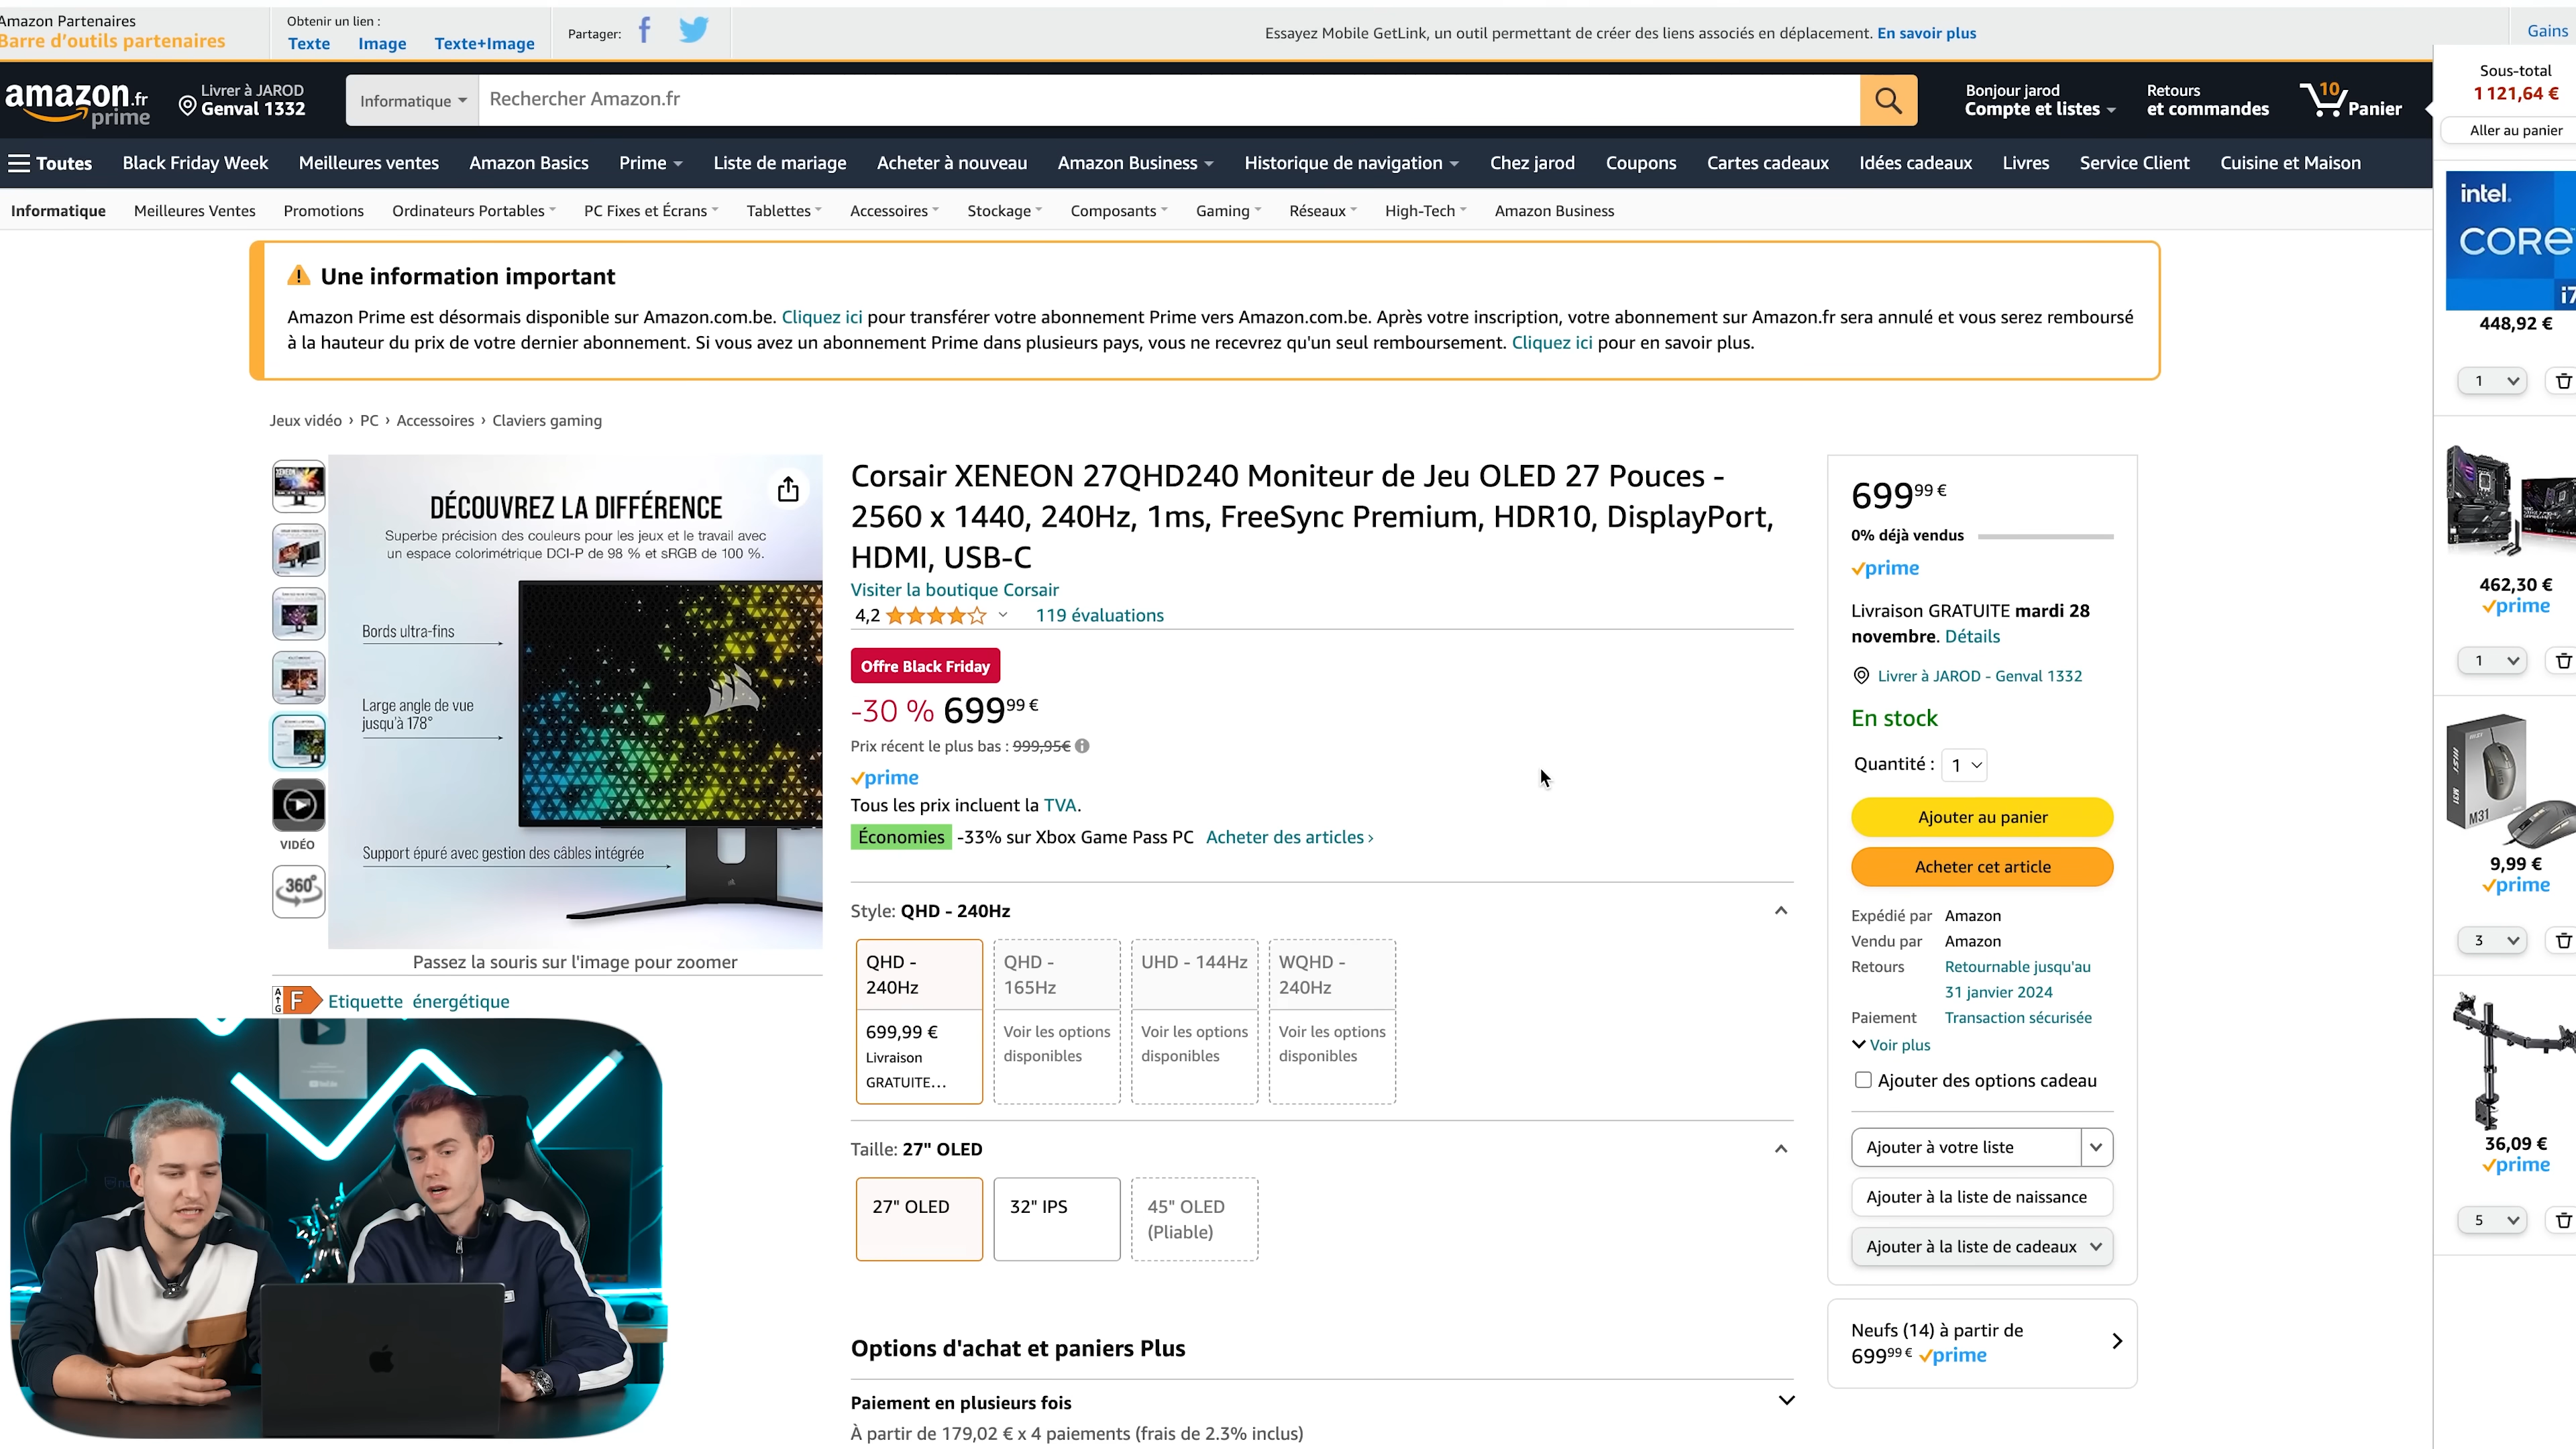 Amazon Partenaires
Barre d'outils partenaires
Obtenir un lien :
Texte Image Texte+Image
Partager:
Essayez Mobile GetLink, un outil permettant de créer des liens associés en déplacement. En savoir plus
Gains
amazon.fr
prime
Livrer à JAROD
Genval 1332
Informatique
Rechercher Amazon.fr
Bonjour jarod
Compte et listes
Retours
et commandes
10
Panier
Sous-total
1 121,64 €
Aller au panier
Toutes
Black Friday Week
Meilleures ventes
Amazon Basics
Prime
Liste de mariage
Acheter à nouveau
Amazon Business
Historique de navigation
Chez jarod
Coupons
Cartes cadeaux
Idées cadeaux
Livres
Service Client
Cuisine et Maison
Informatique
Meilleures Ventes
Promotions
Ordinateurs Portables
PC Fixes et Écrans
Tablettes
Accessoires
Stockage
Composants
Gaming
Réseaux
High-Tech
Amazon Business
Une information important
Amazon Prime est désormais disponible sur Amazon.com.be. Cliquez ici pour transférer votre abonnement Prime vers Amazon.com.be. Après votre inscription, votre abonnement sur Amazon.fr sera annulé et vous serez remboursé
à la hauteur du prix de votre dernier abonnement. Si vous avez un abonnement Prime dans plusieurs pays, vous ne recevrez qu'un seul remboursement. Cliquez ici pour en savoir plus.
Jeux vidéo › PC › Accessoires › Claviers gaming
DÉCOUVREZ LA DIFFÉRENCE
Superbe précision des couleurs pour les jeux et le travail avec
un espace colorimétrique DCI-P de 98 % et sRGB de 100 %.
Bords ultra-fins
Large angle de vue
jusqu'à 178°
Support épuré avec gestion des câbles intégrée
VIDÉO
360°
Passez la souris sur l'image pour zoomer
A
G
F
Etiquette énergétique
Corsair XENEON 27QHD240 Moniteur de Jeu OLED 27 Pouces -
2560 x 1440, 240Hz, 1ms, FreeSync Premium, HDR10, DisplayPort,
HDMI, USB-C
Visiter la boutique Corsair
4,2
119 évaluations
Offre Black Friday
-30 % 699 99 €
Prix récent le plus bas : 999,95€
prime
Tous les prix incluent la TVA.
Économies -33% sur Xbox Game Pass PC Acheter des articles ›
Style: QHD - 240Hz
QHD -
240Hz
699,99 €
Livraison
GRATUITE...
QHD -
165Hz
Voir les options
disponibles
UHD - 144Hz
Voir les options
disponibles
WQHD -
240Hz
Voir les options
disponibles
Taille: 27" OLED
27" OLED
32" IPS
45" OLED
(Pliable)
Options d'achat et paniers Plus
Paiement en plusieurs fois
À partir de 179,02 € x 4 paiements (frais de 2.3% inclus)
699 99 €
0% déjà vendus
prime
Livraison GRATUITE mardi 28
novembre. Détails
Livrer à JAROD - Genval 1332
En stock
Quantité : 1
Ajouter au panier
Acheter cet article
Expédié par Amazon
Vendu par Amazon
Retours Retournable jusqu'au
31 janvier 2024
Paiement Transaction sécurisée
Voir plus
Ajouter des options cadeau
Ajouter à votre liste
Ajouter à la liste de naissance
Ajouter à la liste de cadeaux
Neufs (14) à partir de
699 99 € prime
intel.
CORE
i7
448,92 €
1
462,30 €
prime
1
M31
9,99 €
prime
3
36,09 €
prime
5